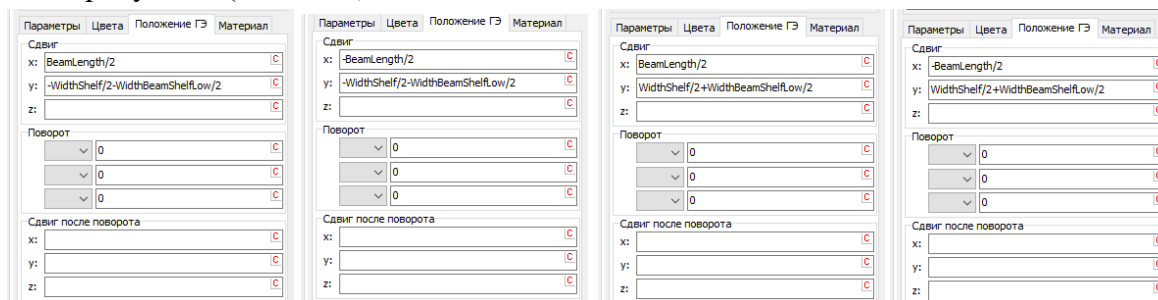 Параметры Цвета Положение ГЭ Материал
Сдвиг
x: BeamLength/2 C
y: -WidthShelf/2-WidthBeamShelfLow/2 C
z: C
Поворот
0 C
0 C
0 C
Сдвиг после поворота
x: C
y: C
z: C
Параметры Цвета Положение ГЭ Материал
Сдвиг
x: -BeamLength/2 C
y: -WidthShelf/2-WidthBeamShelfLow/2 C
z: C
Поворот
0 C
0 C
0 C
Сдвиг после поворота
x: C
y: C
z: C
Параметры Цвета Положение ГЭ Материал
Сдвиг
x: BeamLength/2 C
y: WidthShelf/2+WidthBeamShelfLow/2 C
z: C
Поворот
0 C
0 C
0 C
Сдвиг после поворота
x: C
y: C
z: C
Параметры Цвета Положение ГЭ Материал
Сдвиг
x: -BeamLength/2
y: WidthShelf/2+WidthBeamShelfLow/2
z:
Поворот
0
0
0
Сдвиг после поворота
x:
y:
z: